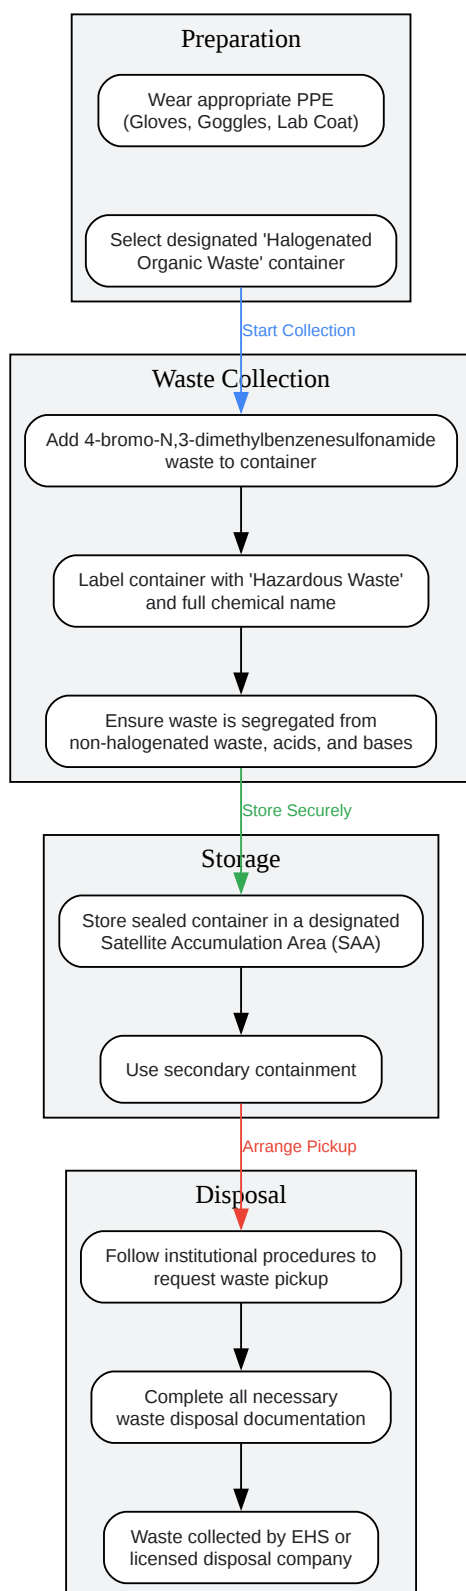 Preparation
Wear appropriate PPE
(Gloves, Goggles, Lab Coat)
Select designated 'Halogenated
Organic Waste' container
Start Collection
Waste Collection
Add 4-bromo-N,3-dimethylbenzenesulfonamide
waste to container
Label container with 'Hazardous Waste'
and full chemical name
Ensure waste is segregated from
non-halogenated waste, acids, and bases
Store Securely
Storage
Store sealed container in a designated
Satellite Accumulation Area (SAA)
Use secondary containment
Arrange Pickup
Disposal
Follow institutional procedures to
request waste pickup
Complete all necessary
waste disposal documentation
Waste collected by EHS or
licensed disposal company